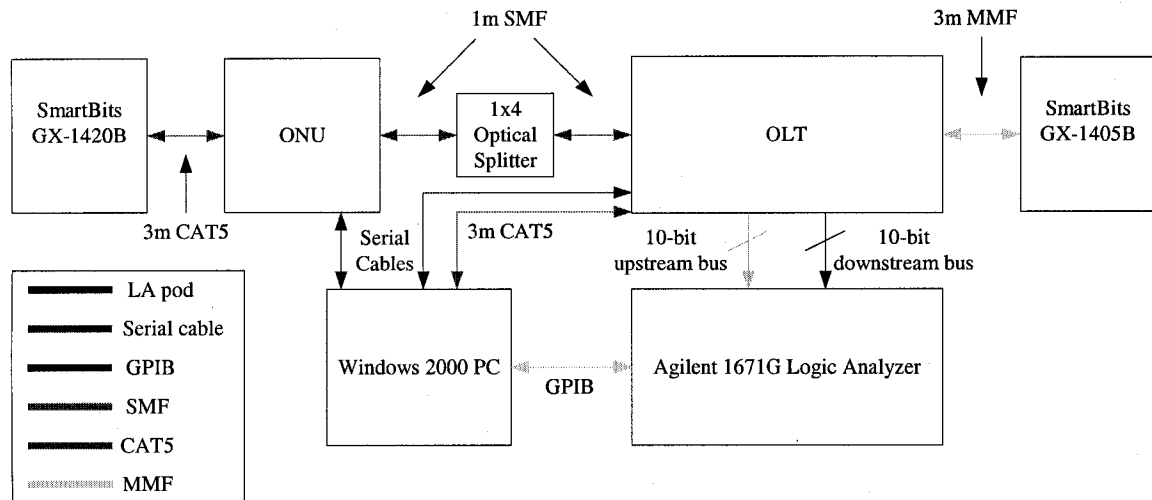 1m SMF
3m MMF
SmartBits
GX-1420B
ONU
1x4
Optical
Splitter
OLT
SmartBits
GX-1405B
3m CAT5
Serial
Cables
3m CAT5
10-bit
upstream bus
10-bit
downstream bus
LA pod
Serial cable
GPIB
SMF
CAT5
MMF
Windows 2000 PC
GPIB
Agilent 1671G Logic Analyzer